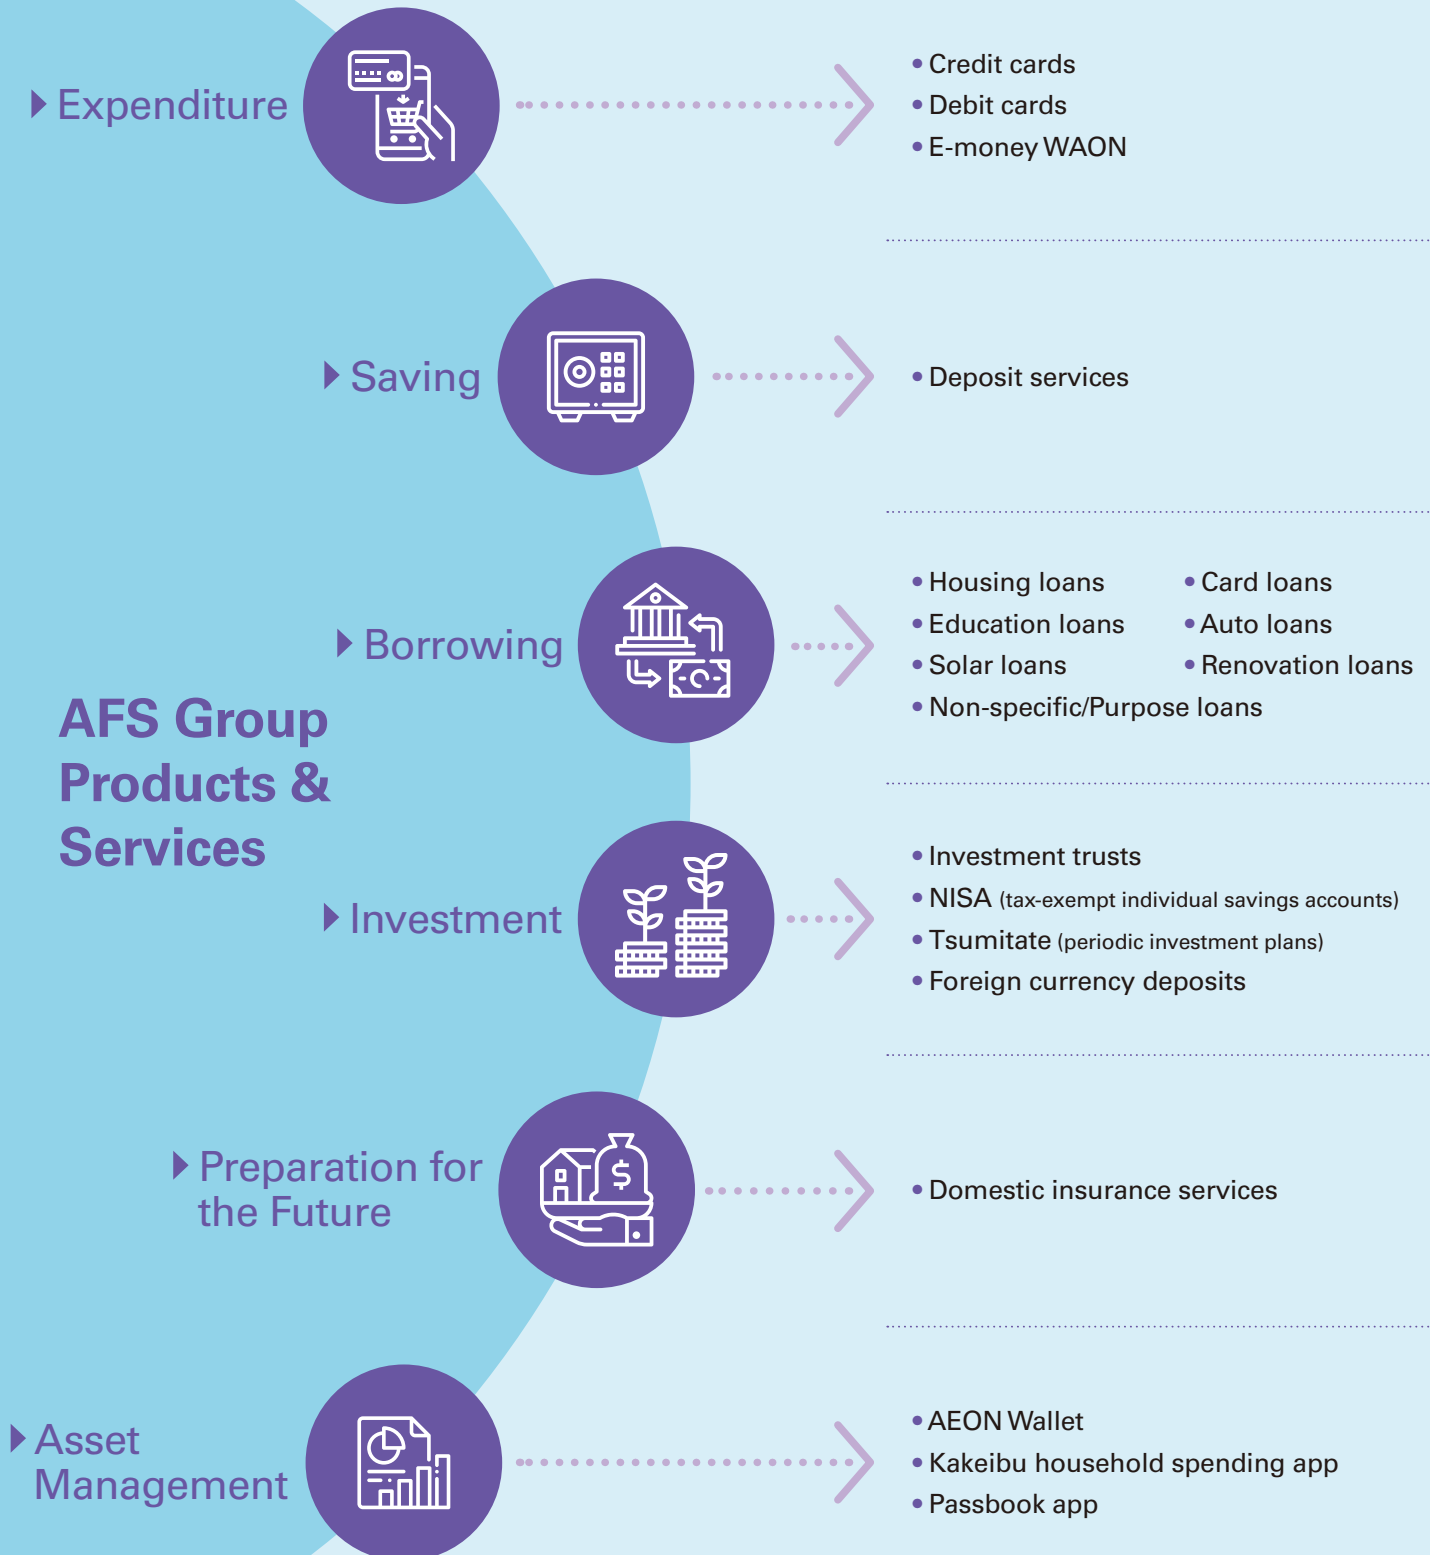 Expenditure
• Credit cards
• Debit cards
• E-money WAON
Saving
• Deposit services
Borrowing
• Housing loans
• Card loans
• Education loans
• Auto loans
• Solar loans
• Renovation loans
• Non-specific/Purpose loans
AFS Group
Products &
Services
Investment
• Investment trusts
• NISA (tax-exempt individual savings accounts)
• Tsumitate (periodic investment plans)
• Foreign currency deposits
Preparation for
the Future
$
• Domestic insurance services
Asset
Management
• AEON Wallet
• Kakeibu household spending app
• Passbook app